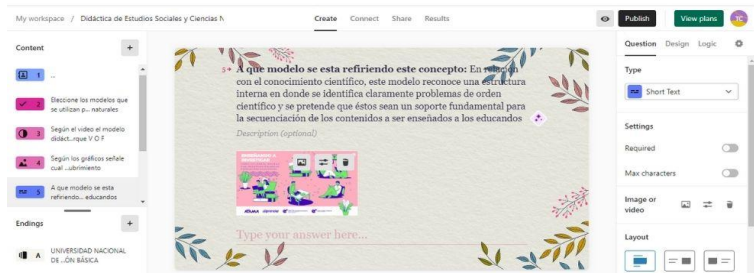 My workspace / Didáctica de Estudios Sociales y Ciencias N
Create Connect Share Results
Publish
View plans
TC
Content
+
1 ...
2 Eleccione los modelos que
se utilizan p... naturales
3 Según el video el modelo
didáct...rque V O F
4 Según los gráficos señale
cual ...ubrimiento
5 A que modelo se esta
refiriendo... educandos
Endings
+
A UNIVERSIDAD NACIONAL
DE ...ÓN BÁSICA
5 A que modelo se esta refiriendo este concepto: En relación
con el conocimiento científico, este modelo reconoce una estructura
interna en donde se identifica claramente problemas de orden
científico y se pretende que éstos sean un soporte fundamental para
la secuenciación de los contenidos a ser enseñados a los educandos
Description (optional)
Type your answer here...
Question Design Logic
Type
Short Text
Settings
Required
Max characters
Image or
video
Layout